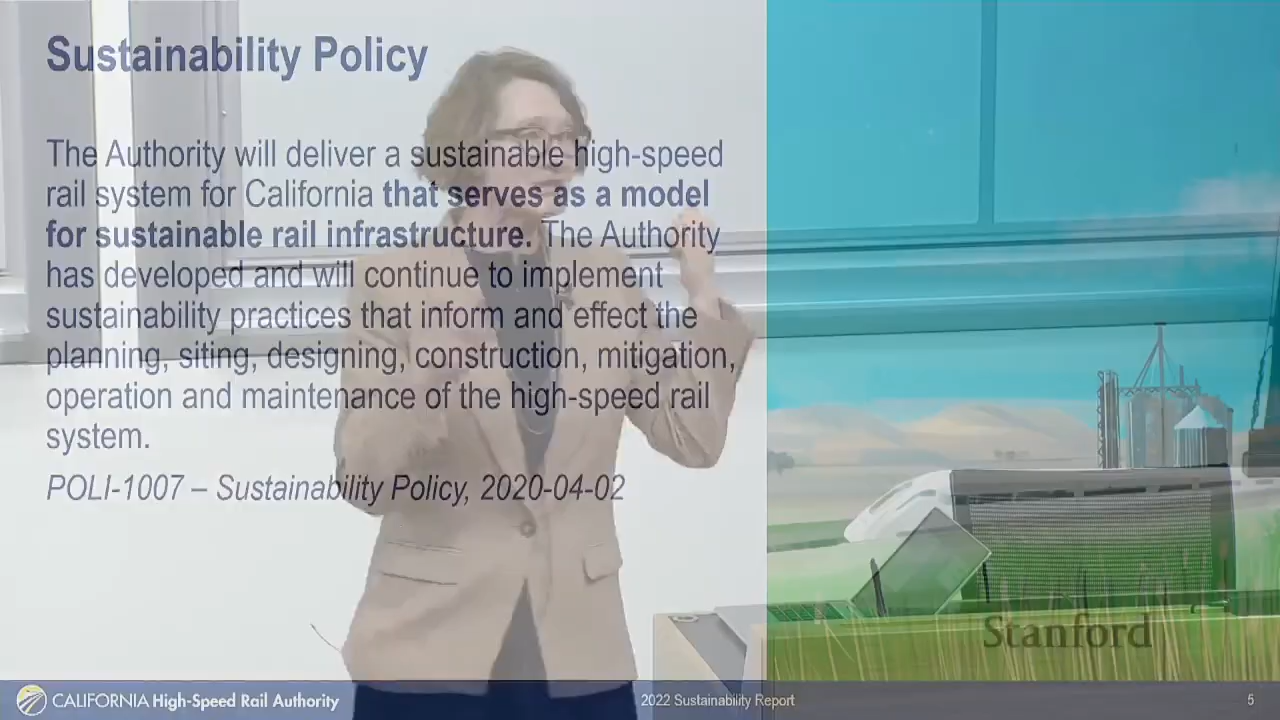 Sustainability Policy
The Authority will deliver a sustainable high-speed
rail system for California that serves as a model
for sustainable rail infrastructure. The Authority
has developed and will continue to implement
sustainability practices that inform and effect the
planning, siting, designing, construction, mitigation,
operation and maintenance of the high-speed rail
system.
POLI-1007 – Sustainability Policy, 2020-04-02
Stanford
CALIFORNIA High-Speed Rail Authority
2022 Sustainability Report
5